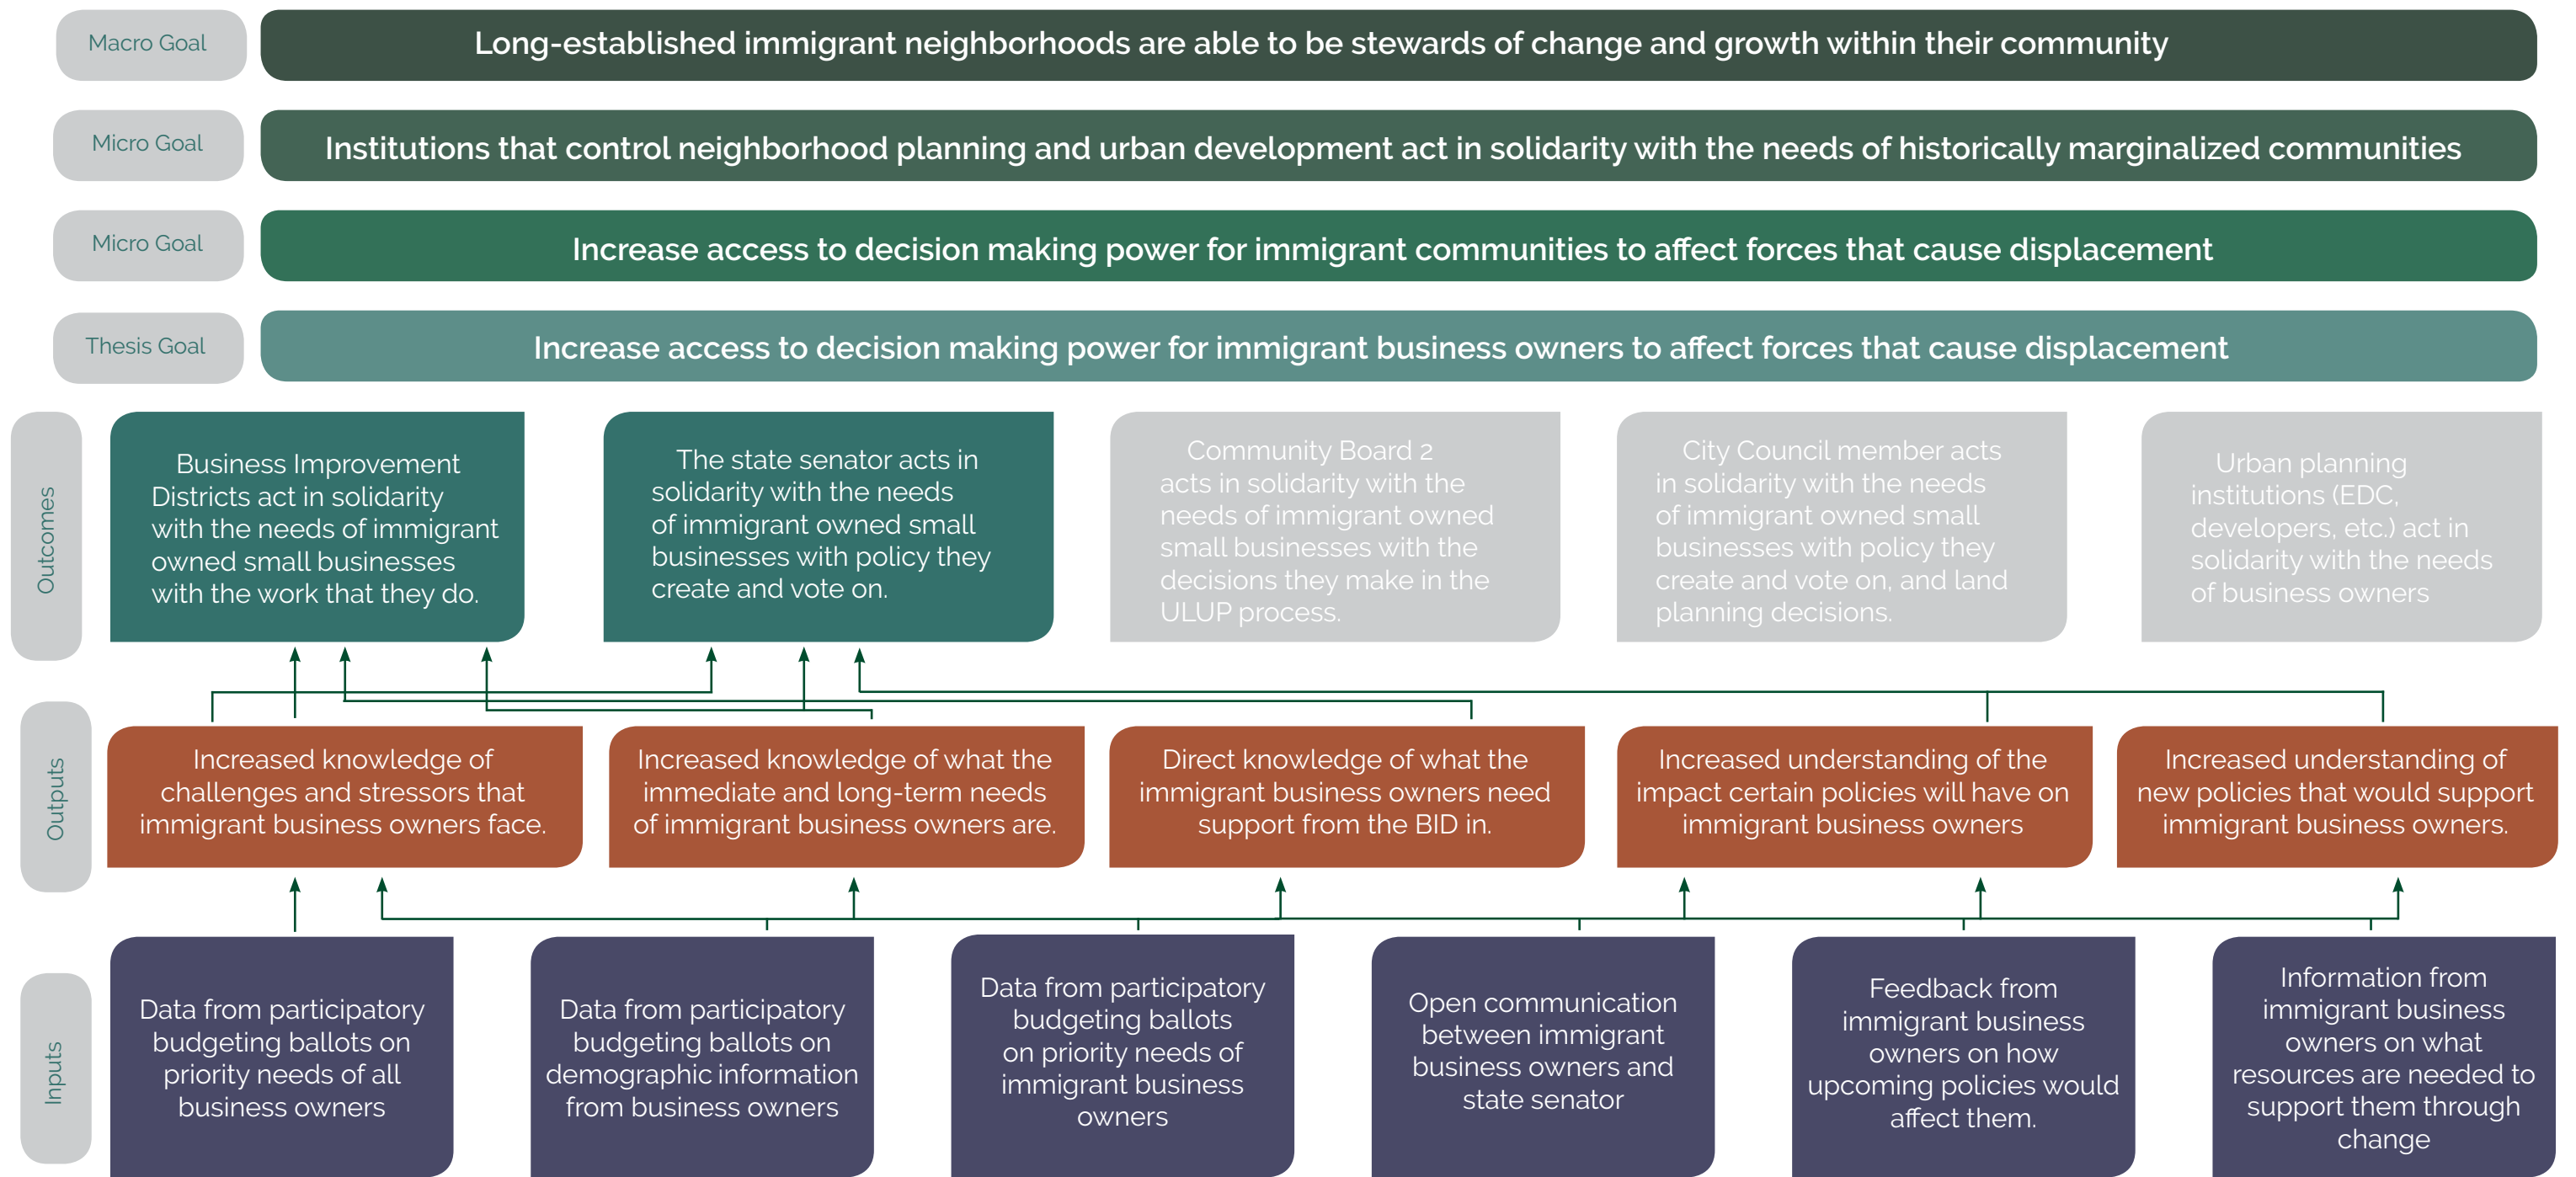 Macro Goal
Long-established immigrant neighborhoods are able to be stewards of change and growth within their community
Micro Goal
Institutions that control neighborhood planning and urban development act in solidarity with the needs of historically marginalized communities
Micro Goal
Increase access to decision making power for immigrant communities to affect forces that cause displacement
Thesis Goal
Increase access to decision making power for immigrant business owners to affect forces that cause displacement
Outcomes
Business Improvement
Districts act in solidarity
with the needs of immigrant
owned small businesses
with the work that they do.
The state senator acts in
solidarity with the needs
of immigrant owned small
businesses with policy they
create and vote on.
Community Board 2
acts in solidarity with the
needs of immigrant owned
small businesses with the
decisions they make in the
ULUP process.
City Council member acts
in solidarity with the needs
of immigrant owned small
businesses with policy they
create and vote on, and land
planning decisions.
Urban planning
institutions (EDC,
developers, etc.) act in
solidarity with the needs
of business owners
Outputs
Increased knowledge of
challenges and stressors that
immigrant business owners face.
Increased knowledge of what the
immediate and long-term needs
of immigrant business owners are.
Direct knowledge of what the
immigrant business owners need
support from the BID in.
Increased understanding of the
impact certain policies will have on
immigrant business owners
Increased understanding of
new policies that would support
immigrant business owners.
Inputs
Data from participatory
budgeting ballots on
priority needs of all
business owners
Data from participatory
budgeting ballots on
demographic information
from business owners
Data from participatory
budgeting ballots
on priority needs of
immigrant business
owners
Open communication
between immigrant
business owners and
state senator
Feedback from
immigrant business
owners on how
upcoming policies would
affect them.
Information from
immigrant business
owners on what
resources are needed to
support them through
change